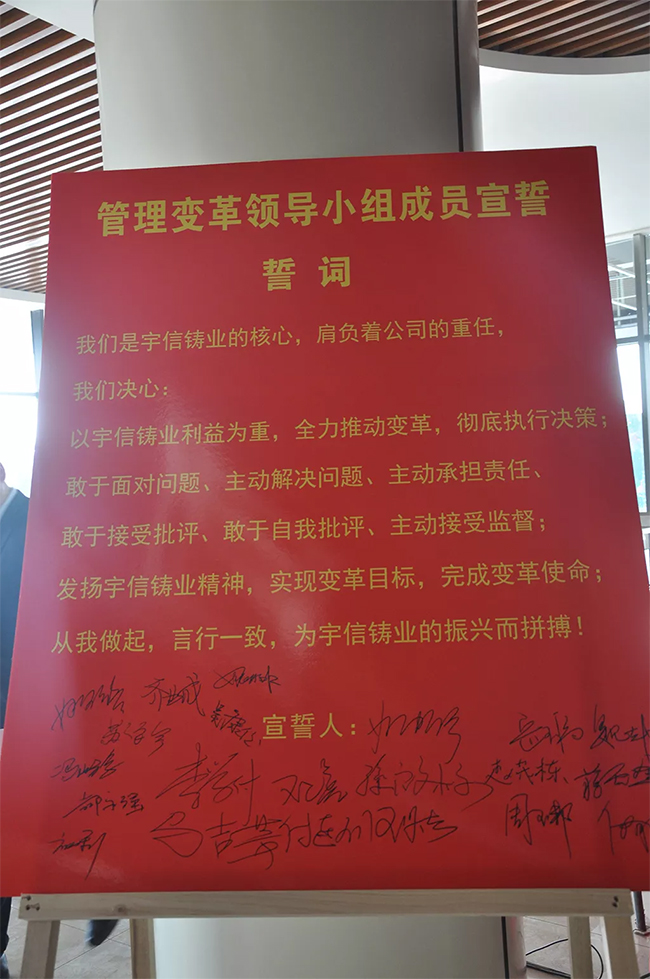 管理变革领导小组成员宣誓
誓 词
我们是宇信铸业的核心，肩负着公司的重任，
我们决心：
以宇信铸业利益为重，全力推动变革，彻底执行决策；
敢于面对问题、主动解决问题、主动承担责任、
敢于接受批评、敢于自我批评、主动接受监督；
发扬宇信铸业精神，实现变革目标，完成变革使命；
从我做起，言行一致，为宇信铸业的振兴而拼搏！
宣誓人：